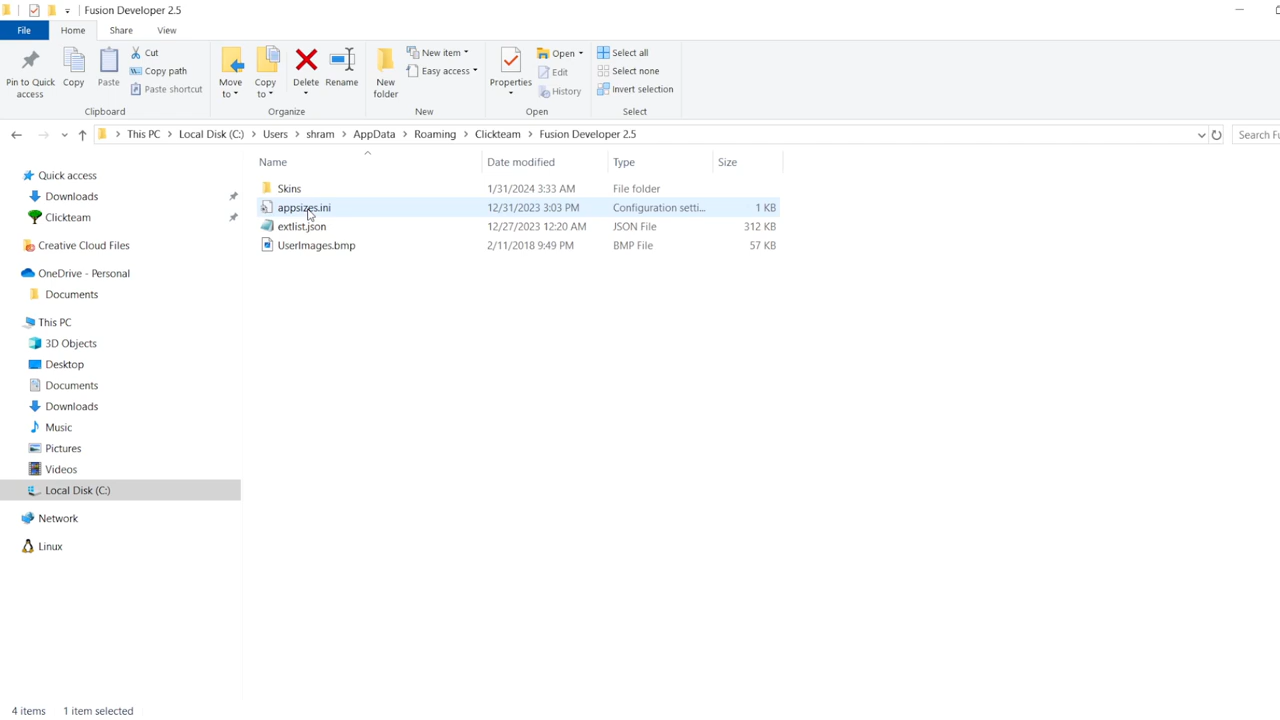 Fusion Developer 2.5
File Home Share View
Pin to Quick access
Copy
Paste
Cut
Copy path
Paste shortcut
Clipboard
Move to
Copy to
Delete
Rename
Organize
New folder
New item
Easy access
New
Properties
Open
Edit
History
Open
Select all
Select none
Invert selection
Select
This PC > Local Disk (C:) > Users > shram > AppData > Roaming > Clickteam > Fusion Developer 2.5
Search Fu
Name Date modified Type Size
Skins 1/31/2024 3:33 AM File folder
appsizes.ini 12/31/2023 3:03 PM Configuration setti... 1 KB
extlist.json 12/27/2023 12:20 AM JSON File 312 KB
UserImages.bmp 2/11/2018 9:49 PM BMP File 57 KB
Quick access
Downloads
Clickteam
Creative Cloud Files
OneDrive - Personal
Documents
This PC
3D Objects
Desktop
Documents
Downloads
Music
Pictures
Videos
Local Disk (C:)
Network
Linux
4 items 1 item selected